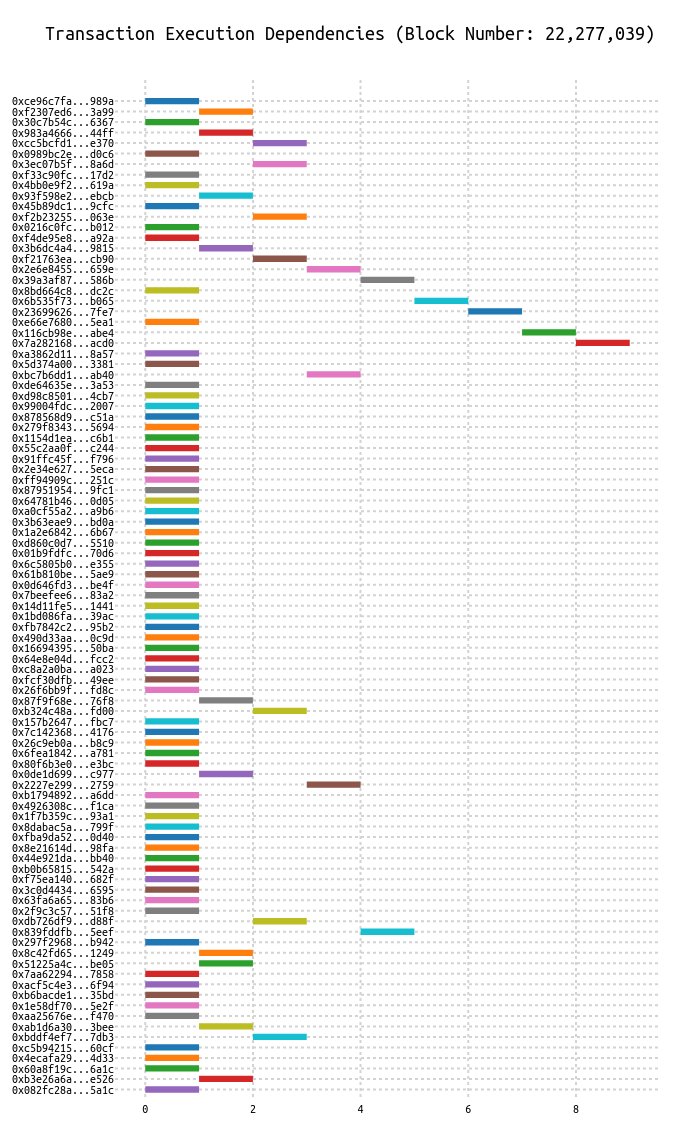 Transaction Execution Dependencies (Block Number: 22,277,039)
0xce96c7fa...989a
0xf2307ed6...3a99
0x30c7b54c...6367
0x983a4666...44ff
0xcc5bcfd1...e370
0x0989bc2e...d0c6
0x3ec07b5f...8a6d
0xf33c90fc...17d2
0x4bb0e9f2...619a
0x93f598e2...ebcb
0x45b89dc1...9cfc
0xf2b23255...063e
0x0216c0fc...b012
0xf4de95e8...a92a
0x3b6dc4a4...9815
0xf21763ea...cb90
0x2e6e8455...659e
0x39a3af87...586b
0x8bd664c8...dc2c
0x6b535f73...b065
0x23699626...7fe7
0xe66e7680...5ea1
0x116cb98e...abe4
0x7a282168...acd0
0xa3862d11...8a57
0x5d374a00...3381
0xbc7b6dd1...ab40
0xde64635e...3a53
0xd98c8501...4cb7
0x99004fdc...2007
0x878568d9...c51a
0x279f8343...5694
0x1154d1ea...c6b1
0x55c2aa0f...c244
0x91ffc45f...f796
0x2e34e627...5eca
0xff94909c...251c
0x87951954...9fc1
0x64781b46...0d05
0xa0cf55a2...a9b6
0x3b63eae9...bd0a
0x1a2e6842...6b67
0xd860c0d7...5510
0x01b9fdfc...70d6
0x6c5805b0...e355
0x61b810be...5ae9
0x0d646fd3...be4f
0x7beefee6...83a2
0x14d11fe5...1441
0x1bd086fa...39ac
0xfb7842c2...95b2
0x490d33aa...0c9d
0x16694395...50ba
0x64e8e04d...fcc2
0xc8a2a0ba...a023
0xfcf30dfb...49ee
0x26f6bb9f...fd8c
0x87f9f68e...76f8
0xb324c48a...fd00
0x157b2647...fbc7
0x7c142368...4176
0x26c9eb0a...b8c9
0x6fea1842...a781
0x80f6b3e0...e3bc
0x0de1d699...c977
0x2227e299...2759
0xb1794892...a6dd
0x4926308c...f1ca
0x1f7b359c...93a1
0x8dabac5a...799f
0xfba9da52...0d40
0x8e21614d...98fa
0x44e921da...bb40
0xb0b65815...542a
0xf75ea140...682f
0x3c0d4434...6595
0x63fa6a65...83b6
0x2f9c3c57...51f8
0xdb726df9...d88f
0x839fddfb...5eef
0x297f2968...b942
0x8c42fd65...1249
0x51225a4c...be05
0x7aa62294...7858
0xacf5c4e3...6f94
0xb6bacde1...35bd
0x1e58df70...5e2f
0xaa25676e...f470
0xab1d6a30...3bee
0xbddf4ef7...7db3
0xc5b94215...60cf
0x4ecafa29...4d33
0x60a8f19c...6a1c
0xb3e26a6a...e526
0x082fc28a...5a1c
0 2 4 6 8